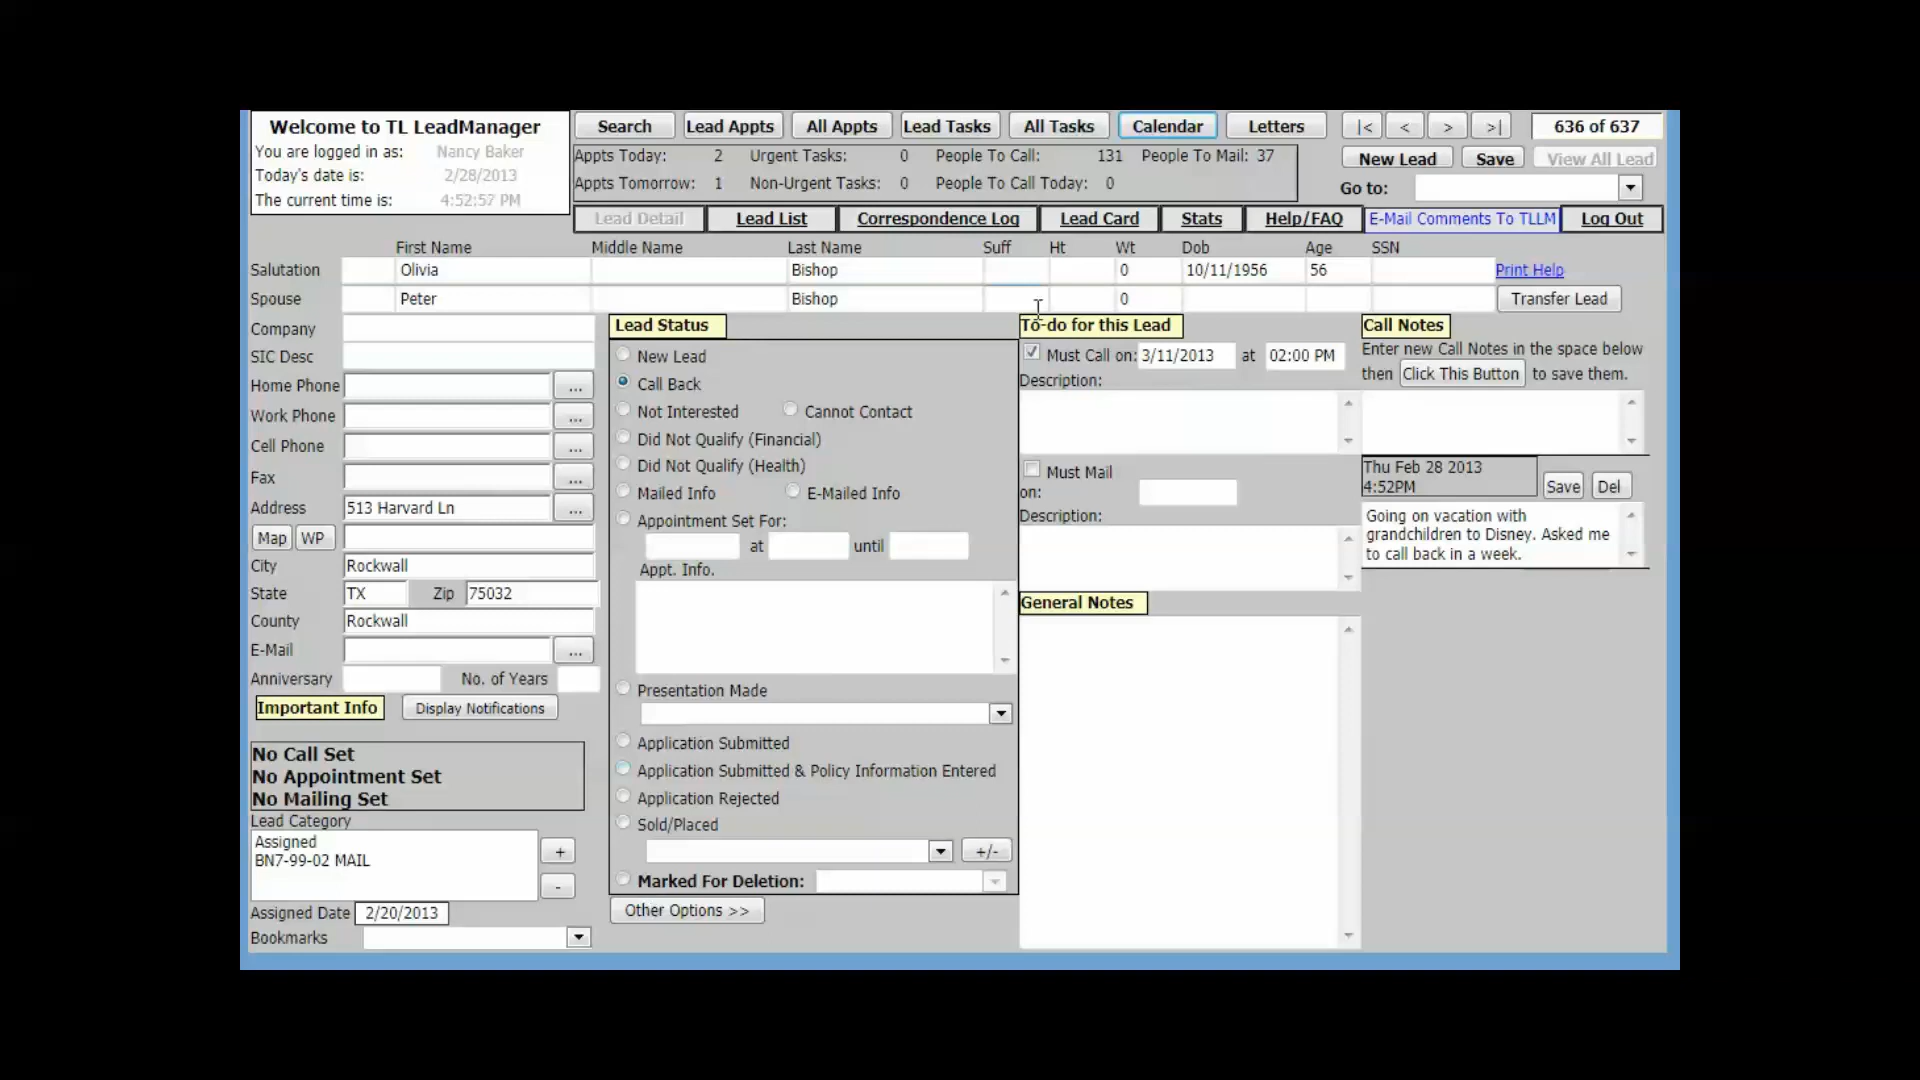 Welcome to TL LeadManager
You are logged in as: Nancy Baker
Today's date is: 2/28/2013
The current time is: 4:52:57 PM
Search Lead Appts All Appts Lead Tasks All Tasks Calendar Letters |< < > >| 636 of 637
Appts Today: 2 Urgent Tasks: 0 People To Call: 131 People To Mail: 37
Appts Tomorrow: 1 Non-Urgent Tasks: 0 People To Call Today: 0
New Lead Save View All Lead
Go to:
Lead Detail Lead List Correspondence Log Lead Card Stats Help/FAQ E-Mail Comments To TLLM Log Out
First Name Middle Name Last Name Suff Ht Wt Dob Age SSN
Salutation Olivia Bishop 0 10/11/1956 56 Print Help
Spouse Peter Bishop 0 Transfer Lead
Company
SIC Desc
Home Phone ...
Work Phone ...
Cell Phone ...
Fax ...
Address 513 Harvard Ln ...
Map WP
City Rockwall
State TX Zip 75032
County Rockwall
E-Mail ...
Anniversary No. of Years
Important Info Display Notifications
No Call Set
No Appointment Set
No Mailing Set
Lead Category
Assigned
BN7-99-02 MAIL
+
-
Assigned Date 2/20/2013
Bookmarks
Lead Status
New Lead
Call Back
Not Interested Cannot Contact
Did Not Qualify (Financial)
Did Not Qualify (Health)
Mailed Info E-Mailed Info
Appointment Set For:
at until
Appt. Info.
Presentation Made
Application Submitted
Application Submitted & Policy Information Entered
Application Rejected
Sold/Placed
+/-
Marked For Deletion:
Other Options >>
To-do for this Lead
Must Call on: 3/11/2013 at 02:00 PM
Description:
Must Mail
on:
Description:
General Notes
Call Notes
Enter new Call Notes in the space below
then Click This Button to save them.
Thu Feb 28 2013
4:52PM
Save Del
Going on vacation with
grandchildren to Disney. Asked me
to call back in a week.